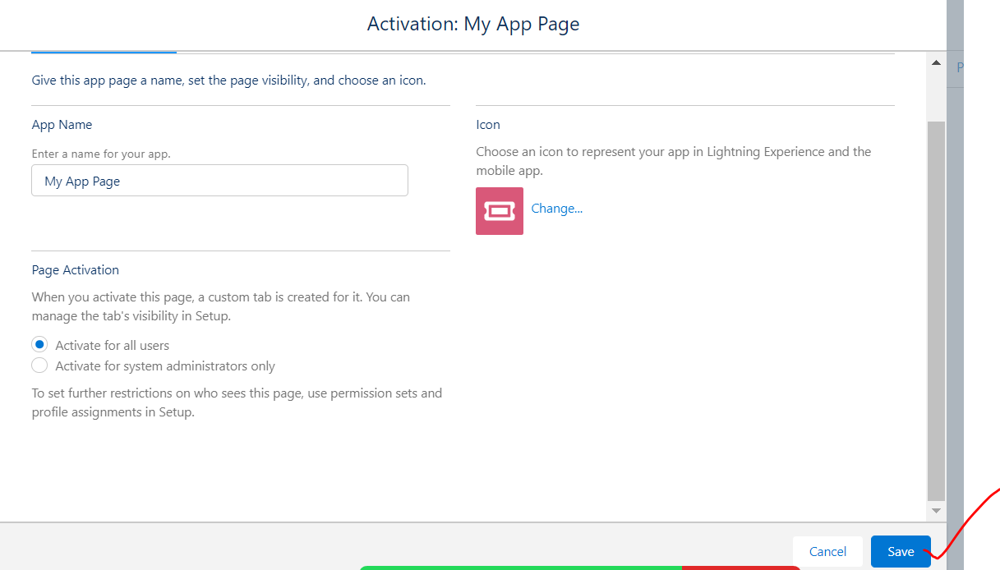 Activation: My App Page
P
Give this app page a name, set the page visibility, and choose an icon.
App Name
Enter a name for your app.
My App Page
Icon
Choose an icon to represent your app in Lightning Experience and the
mobile app.
Change...
Page Activation
When you activate this page, a custom tab is created for it. You can
manage the tab's visibility in Setup.
Activate for all users
Activate for system administrators only
To set further restrictions on who sees this page, use permission sets and
profile assignments in Setup.
Cancel
Save